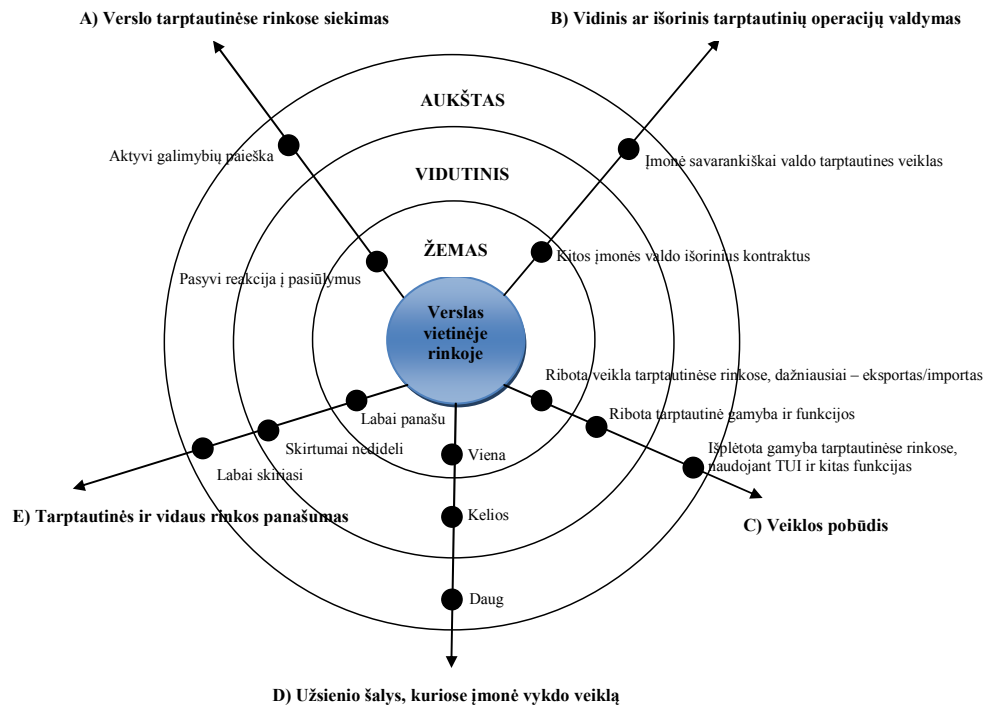 A) Verslo tarptautinėse rinkose siekimas
B) Vidinis ar išorinis tarptautinių operacijų valdymas
AUKŠTAS
Aktyvi galimybių paieška
Įmonė savarankiškai valdo tarptautines veiklas
VIDUTINIS
ŽEMAS
Kitos įmonės valdo išorinius kontraktus
Pasyvi reakcija į pasiūlymus
Verslas
vietinėje
rinkoje
Ribota veikla tarptautinėse rinkose, dažniausiai – eksportas/importas
Labai panašu
Ribota tarptautinė gamyba ir funkcijos
Skirtumai nedideli
Viena
Išplėtota gamyba tarptautinėse rinkose,
naudojant TUI ir kitas funkcijas
Labai skiriasi
E) Tarptautinės ir vidaus rinkos panašumas
Kelios
C) Veiklos pobūdis
Daug
D) Užsienio šalys, kuriose įmonė vykdo veiklą